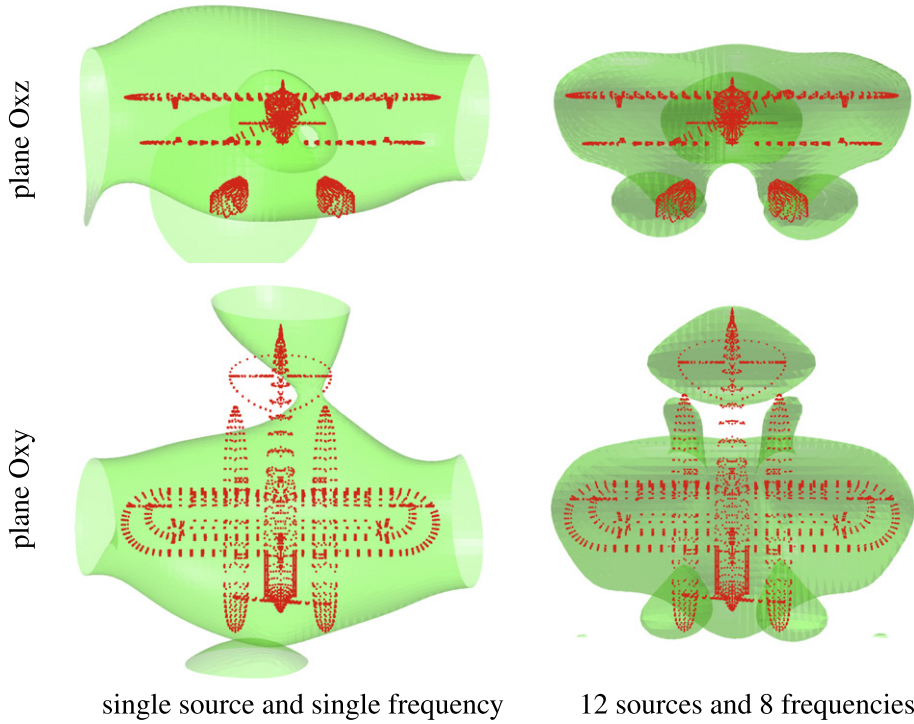 plane Oxz
plane Oxy
single source and single frequency
12 sources and 8 frequencies